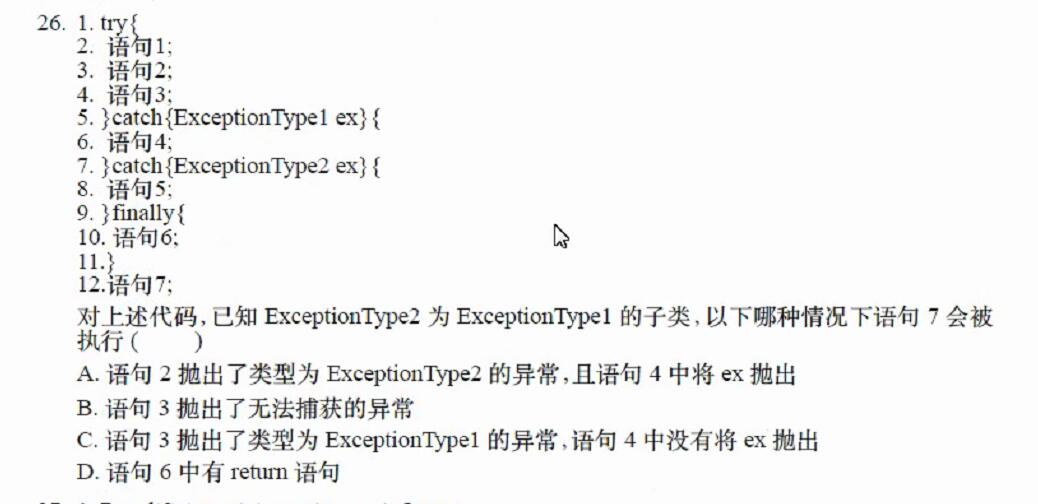 26. 1. try{
2. 语句1;
3. 语句2;
4. 语句3;
5. }catch{ExceptionType1 ex}{
6. 语句4;
7. }catch{ExceptionType2 ex}{
8. 语句5;
9. }finally{
10. 语句6;
11.}
12.语句7;
对上述代码,已知 ExceptionType2 为 ExceptionType1 的子类,以下哪种情况下语句 7 会被
执行 (  )
A. 语句 2 抛出了类型为 ExceptionType2 的异常,且语句 4 中将 ex 抛出
B. 语句 3 抛出了无法捕获的异常
C. 语句 3 抛出了类型为 ExceptionType1 的异常,语句 4 中没有将 ex 抛出
D. 语句 6 中有 return 语句